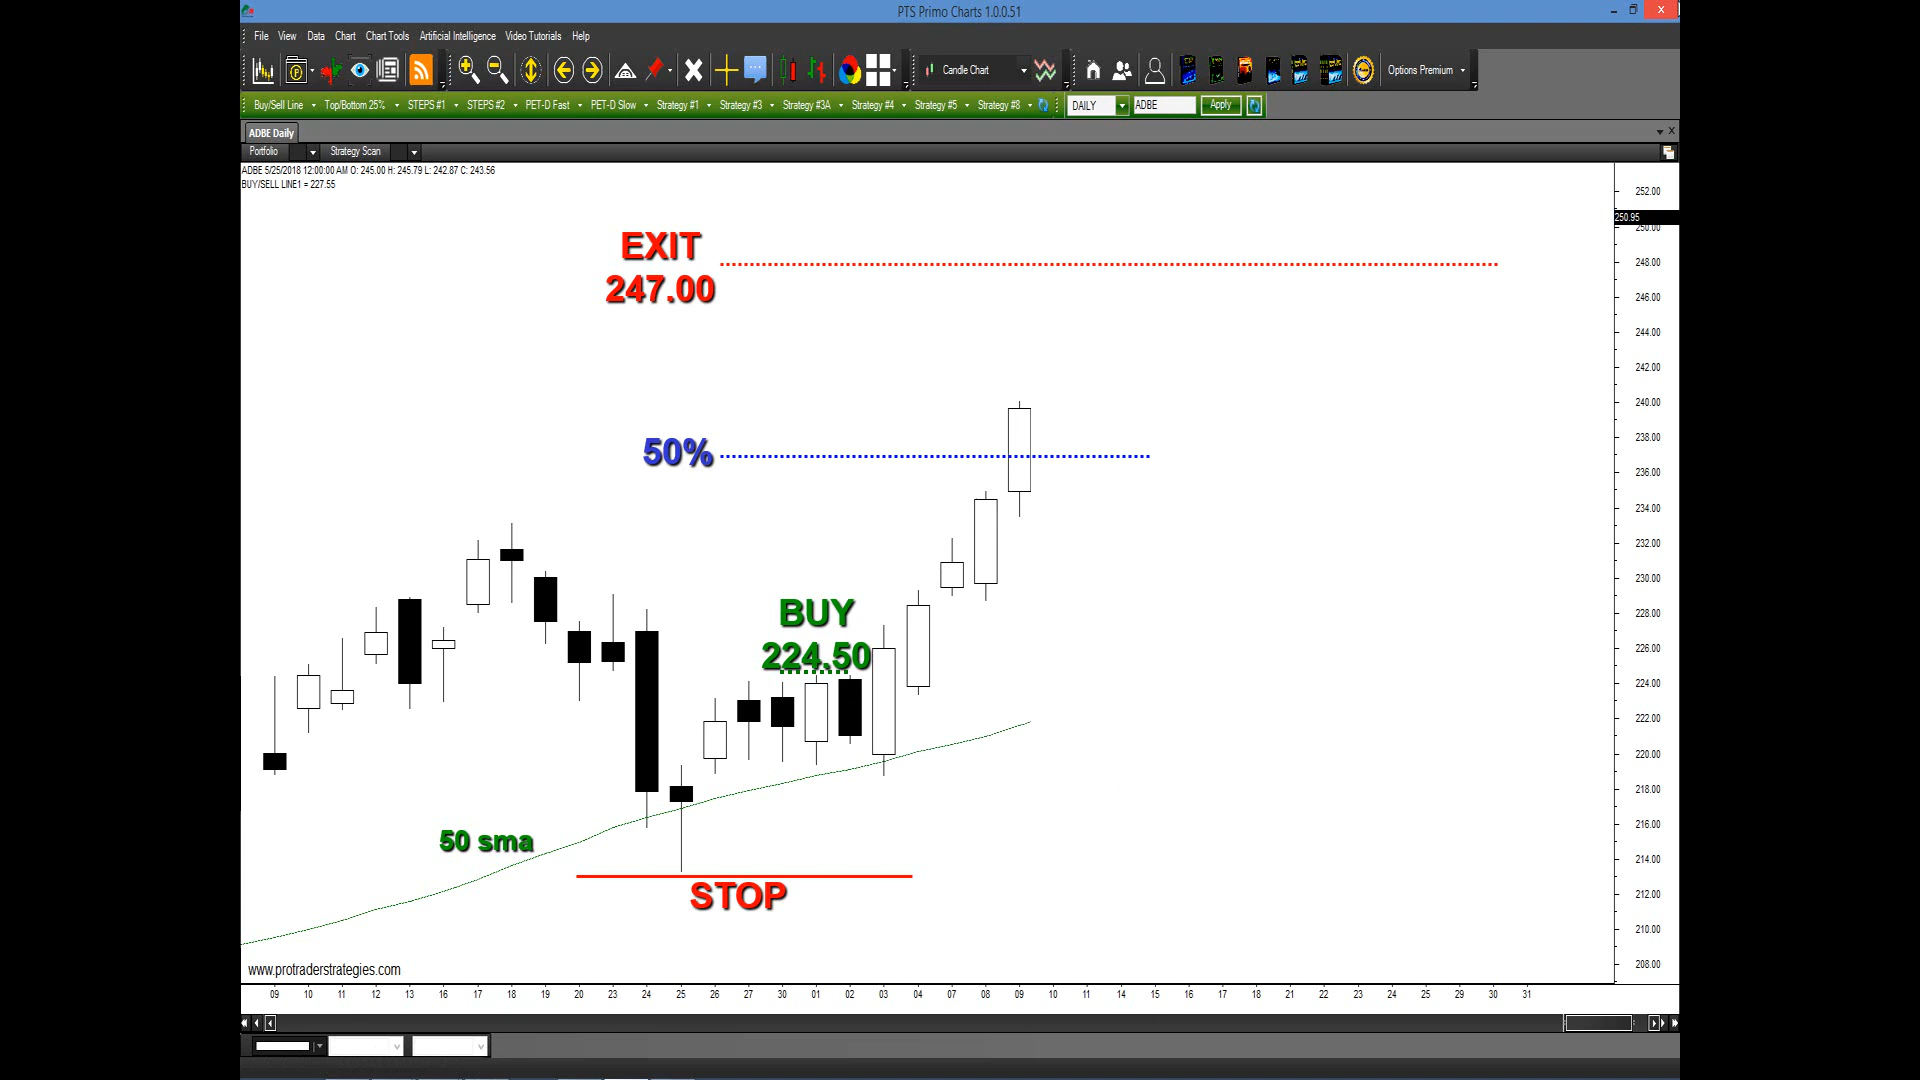 PTS Primo Charts 1.0.0.51
File View Data Chart Chart Tools Artificial Intelligence Video Tutorials Help
Candle Chart Options Premium
Buy/Sell Line Top/Bottom 25% STEPS #1 STEPS #2 PET-D Fast PET-D Slow Strategy #1 Strategy #3 Strategy #3A Strategy #4 Strategy #5 Strategy #8 DAILY ADBE Apply
ADBE Daily
Portfolio Strategy Scan
ADBE 5/25/2018 12:00:00 AM O: 245.00 H: 245.79 L: 242.87 C: 243.56
BUY/SELL LINE1 = 227.55
252.00
250.95
250.00
EXIT
247.00
248.00
246.00
244.00
242.00
240.00
238.00
50%
236.00
234.00
232.00
230.00
228.00
BUY
224.50
226.00
224.00
222.00
220.00
218.00
216.00
50 sma
214.00
STOP
212.00
210.00
208.00
www.protraderstrategies.com
09 10 11 12 13 16 17 18 19 20 23 24 25 26 27 30 01 02 03 04 07 08 09 10 11 14 15 16 17 18 21 22 23 24 25 29 30 31